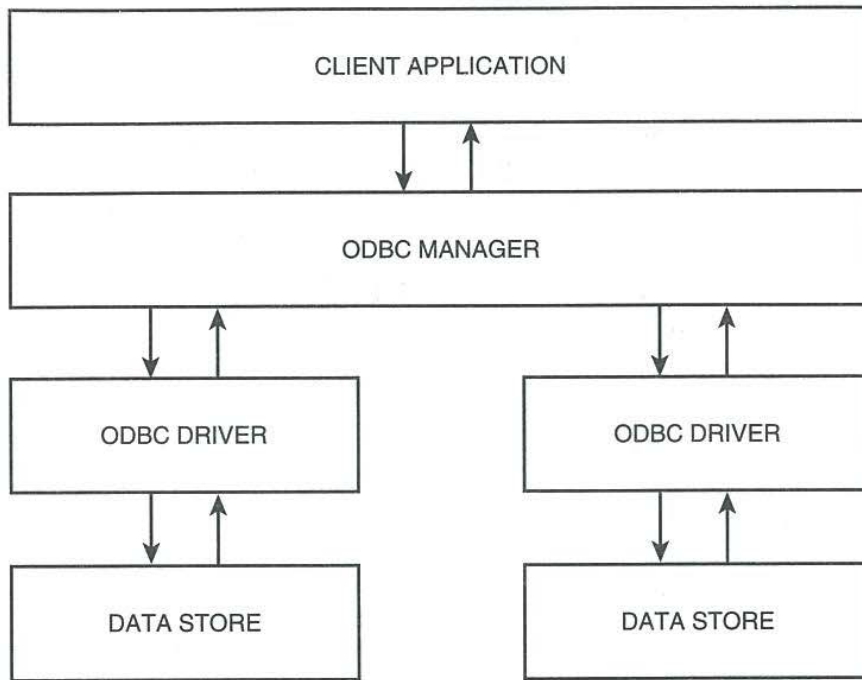 CLIENT APPLICATION
ODBC MANAGER
ODBC DRIVER
ODBC DRIVER
DATA STORE
DATA STORE